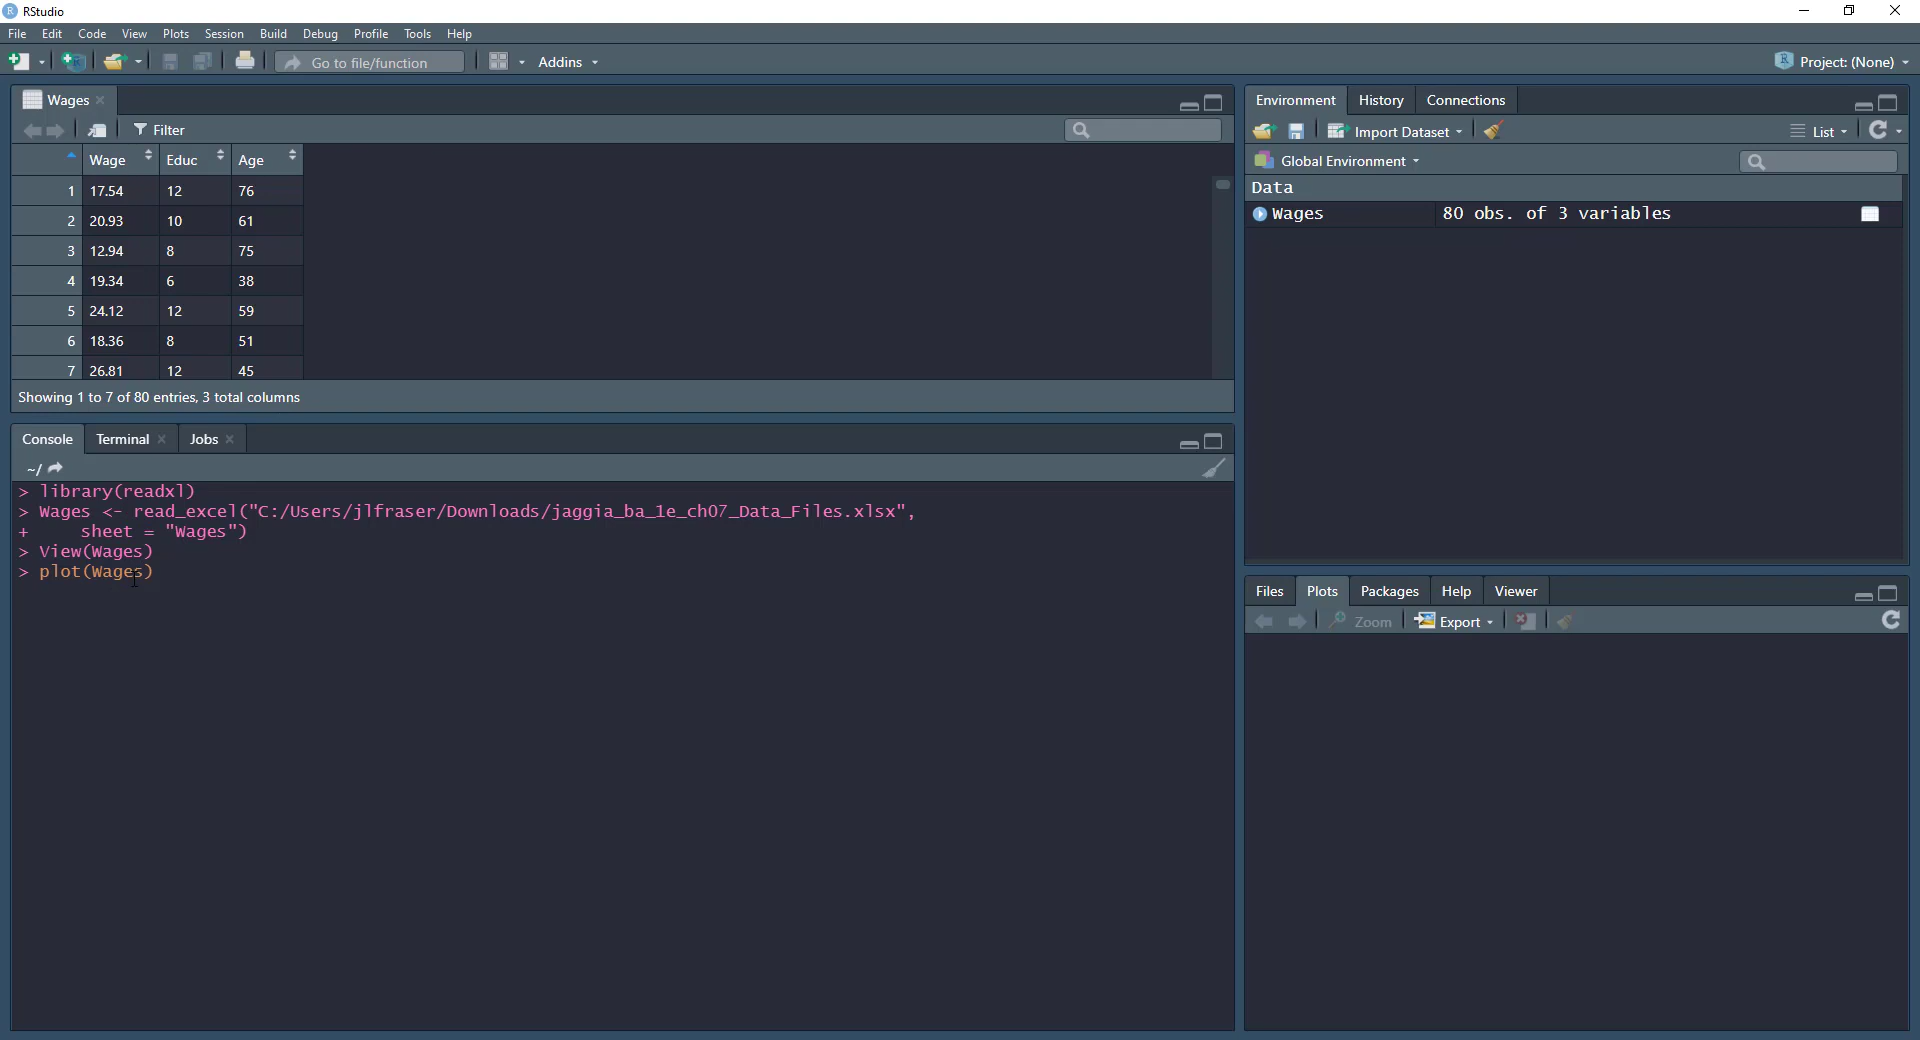 RStudio
File Edit Code View Plots Session Build Debug Profile Tools Help
Go to file/function Addins Project: (None)
Wages
Filter
Wage Educ Age
1 17.54 12 76
2 20.93 10 61
3 12.94 8 75
4 19.34 6 38
5 24.12 12 59
6 18.36 8 51
7 26.81 12 45
Showing 1 to 7 of 80 entries, 3 total columns
Console Terminal Jobs
~/
> library(readxl)
> Wages <- read_excel("C:/Users/jlfraser/Downloads/jaggia_ba_1e_ch07_Data_Files.xlsx",
+     sheet = "Wages")
> View(Wages)
> plot(Wages)
Environment History Connections
Import Dataset List
Global Environment
Data
Wages 80 obs. of 3 variables
Files Plots Packages Help Viewer
Zoom Export